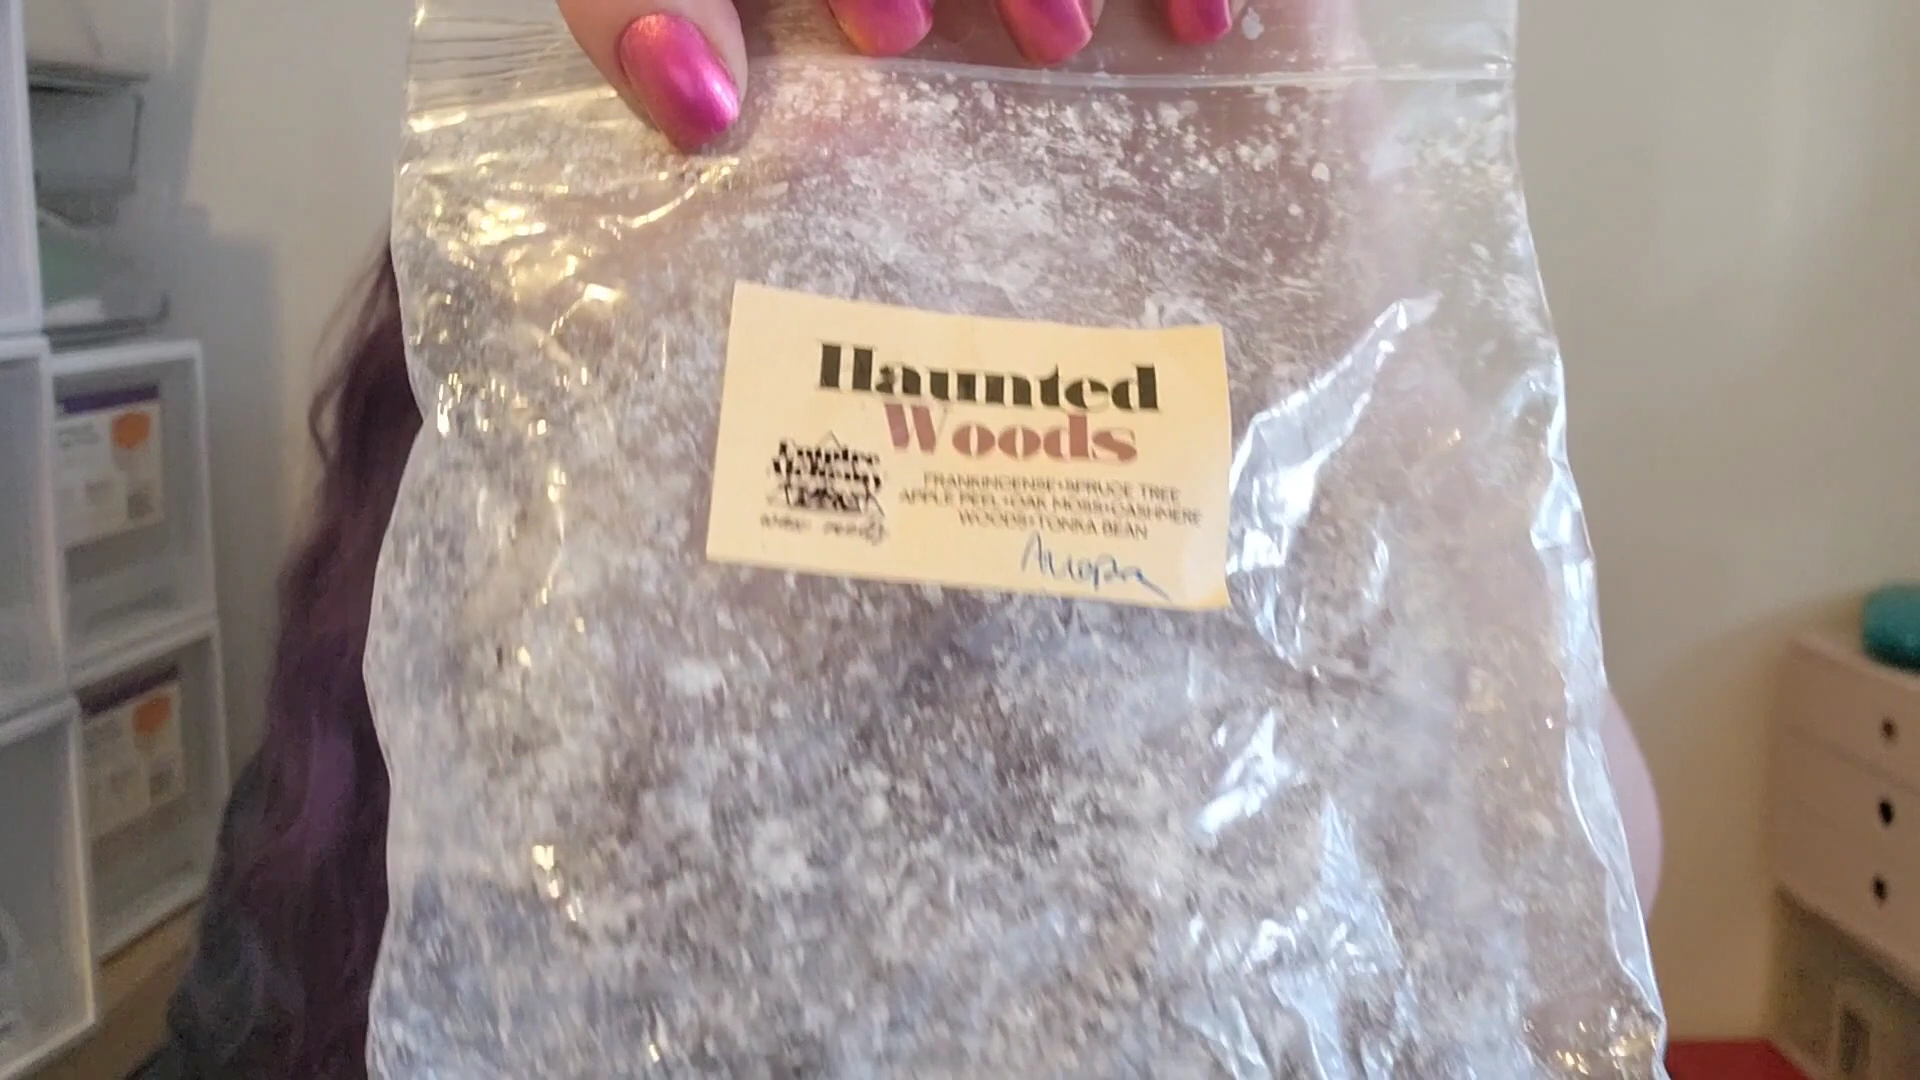 Haunted
Woods
FRANKINCENSE•SPRUCE TREE
APPLE PEEL•OAK MOSS•CASHMERE
WOODS•TONKA BEAN